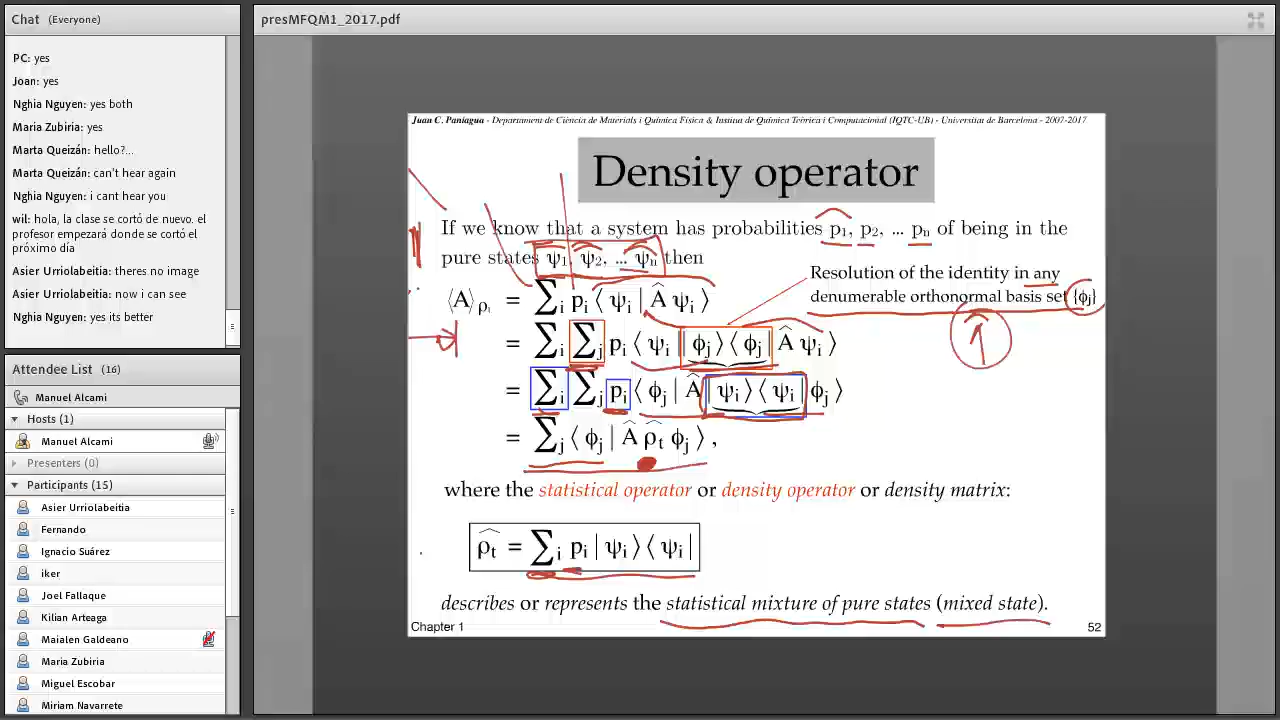 Chat (Everyone)
PC: yes
Joan: yes
Nghia Nguyen: yes both
Maria Zubiria: yes
Marta Queizán: hello?...
Marta Queizán: can't hear again
Nghia Nguyen: i cant hear you
wil: hola, la clase se cortó de nuevo. el
profesor empezará donde se cortó el
próximo día
Asier Urriolabeitia: theres no image
Asier Urriolabeitia: now i can see
Nghia Nguyen: yes its better
Attendee List (16)
Manuel Alcami
Hosts (1)
Manuel Alcami
Presenters (0)
Participants (15)
Asier Urriolabeitia
Fernando
Ignacio Suárez
iker
Joel Fallaque
Kilian Arteaga
Maialen Galdeano
Maria Zubiria
Miguel Escobar
Miriam Navarrete
presMFQM1_2017.pdf
Juan C. Paniagua - Departament de Ciència de Materials i Química Física & Institut de Química Teòrica i Computacional (IQTC-UB) - Universitat de Barcelona - 2007-2017
Density operator
If we know that a system has probabilities p1, p2, ... pn of being in the
pure states ψ1, ψ2, ... ψn then
Resolution of the identity in any
denumerable orthonormal basis set {ϕj}
⟨A⟩ρt = ∑i pi ⟨ ψi | Â ψi ⟩
= ∑i ∑j pi ⟨ ψi | ϕj ⟩⟨ ϕj | Â ψi ⟩
= ∑i ∑j pi ⟨ ϕj | Â | ψi ⟩⟨ ψi | ϕj ⟩
= ∑j ⟨ ϕj | Â ρ̂t ϕj ⟩ ,
where the statistical operator or density operator or density matrix:
ρ̂t = ∑i pi | ψi ⟩⟨ ψi |
describes or represents the statistical mixture of pure states (mixed state).
Chapter 1
52